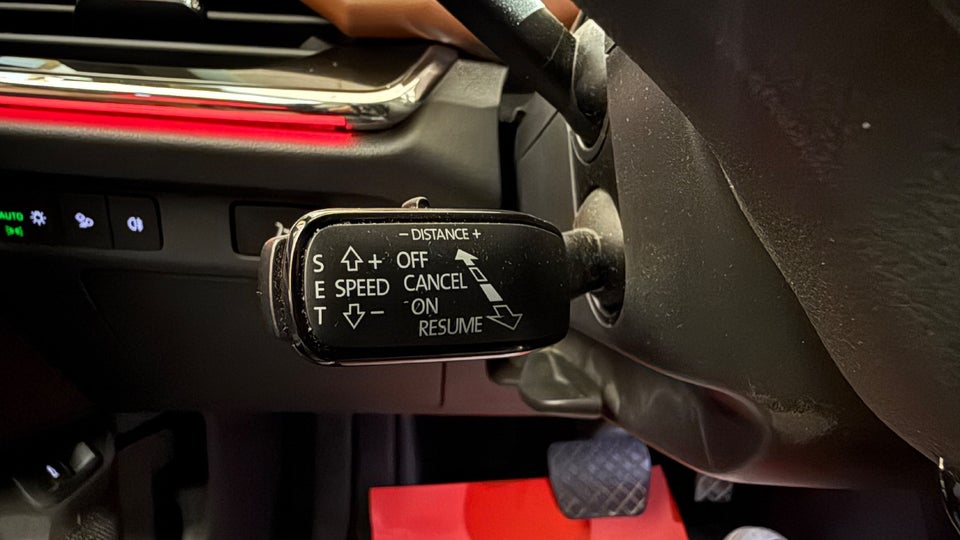 AUTO
− DISTANCE +
S + OFF
E SPEED CANCEL
T − ON
RESUME